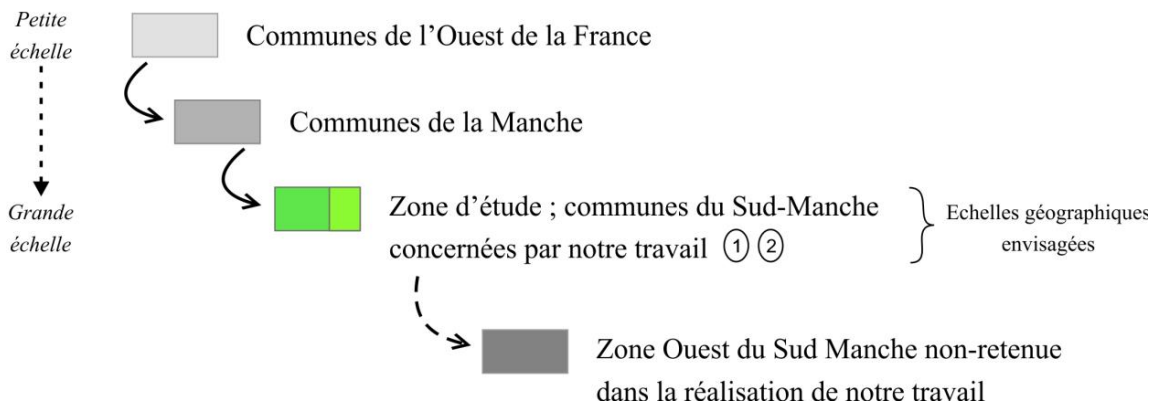 Petite
échelle
Communes de l’Ouest de la France
Communes de la Manche
Grande
échelle
Zone d’étude ; communes du Sud-Manche
concernées par notre travail ① ②
Echelles géographiques
envisagées
Zone Ouest du Sud Manche non-retenue
dans la réalisation de notre travail